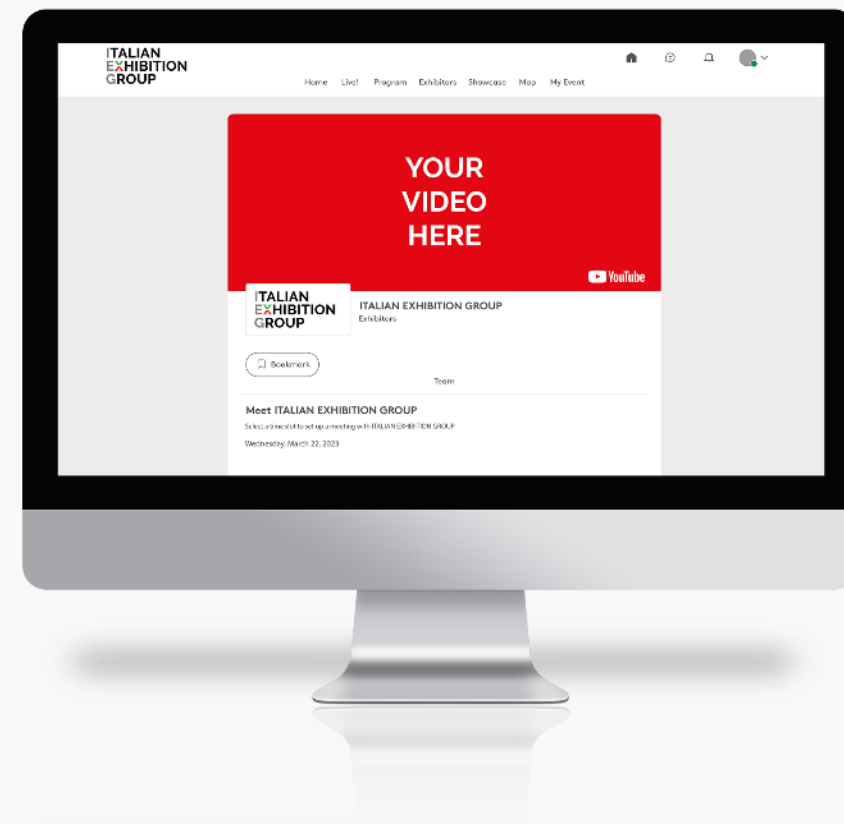 ITALIAN
EXHIBITION
GROUP
Home Live! Program Exhibitors Showcase Map My Event
YOUR
VIDEO
HERE
YouTube
ITALIAN
EXHIBITION
GROUP
ITALIAN EXHIBITION GROUP
Exhibitors
Bookmark
Team
Meet ITALIAN EXHIBITION GROUP
Select a time slot to set up a meeting with ITALIAN EXHIBITION GROUP
Wednesday, March 22, 2023